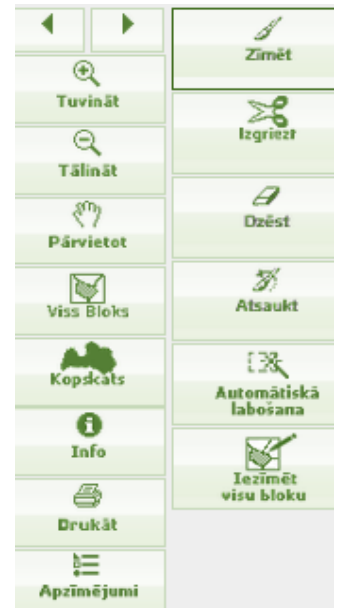 Tuvināt
Tālināt
Pārvietot
Viss Bloks
Kopskats
Info
Drukāt
Apzīmējumi
Zīmēt
Izgriezt
Dzēst
Atsaukt
Automātiskā
labošana
Iezīmēt
visu bloku